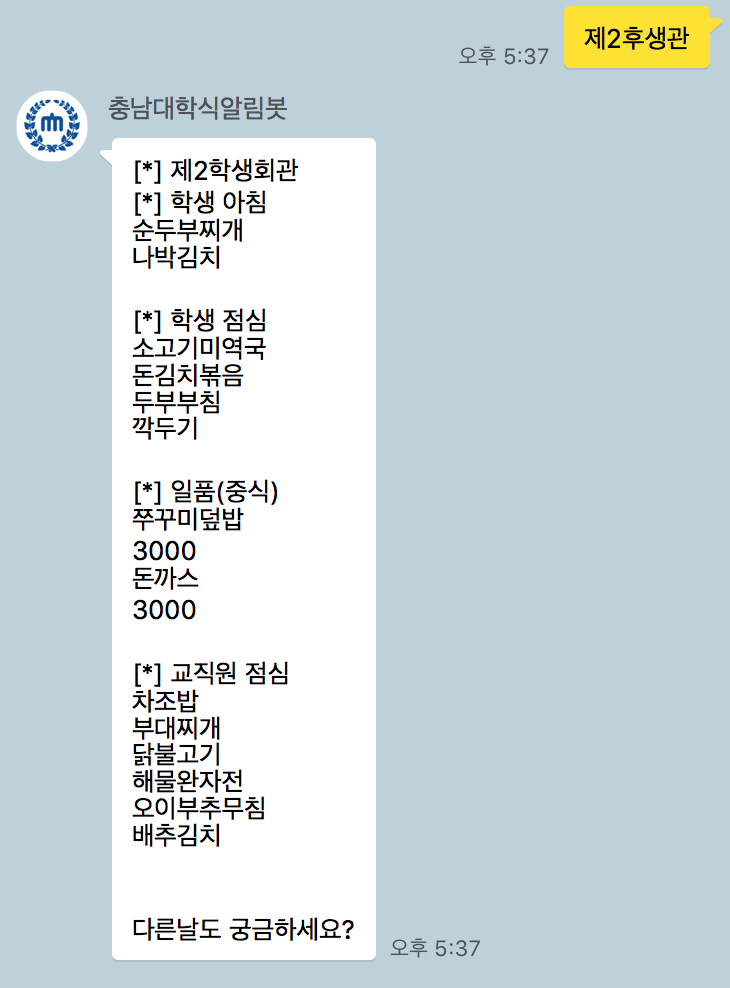 제2후생관
오후 5:37
충남대학식알림봇
[*] 제2학생회관
[*] 학생 아침
순두부찌개
나박김치
[*] 학생 점심
소고기미역국
돈김치볶음
두부부침
깍두기
[*] 일품(중식)
쭈꾸미덮밥
3000
돈까스
3000
[*] 교직원 점심
차조밥
부대찌개
닭불고기
해물완자전
오이부추무침
배추김치
다른날도 궁금하세요?
오후 5:37